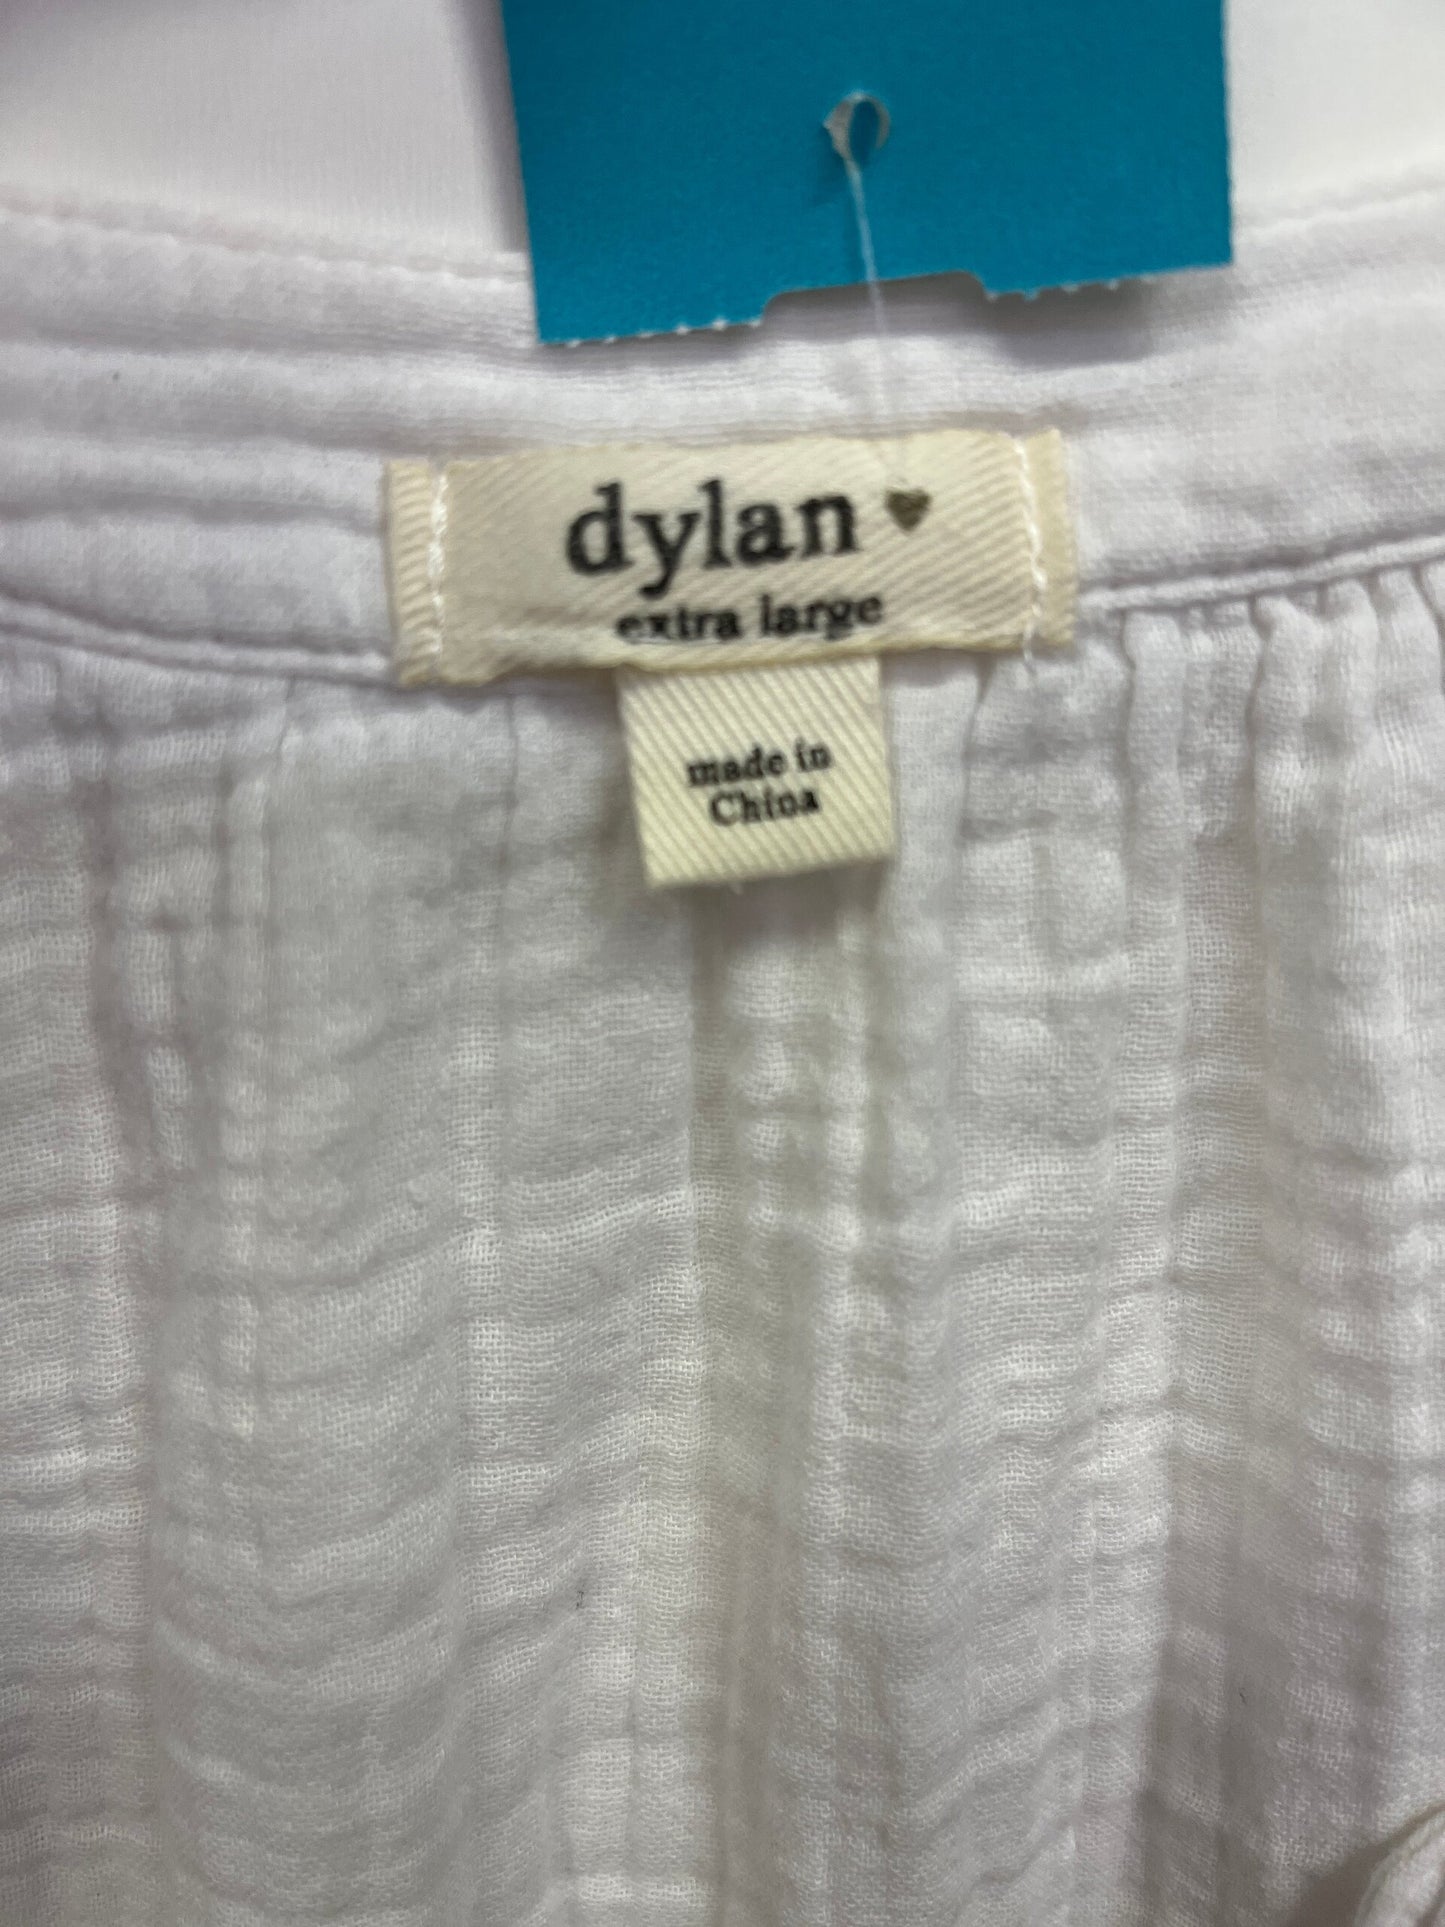 dylan
extra large
made in
China